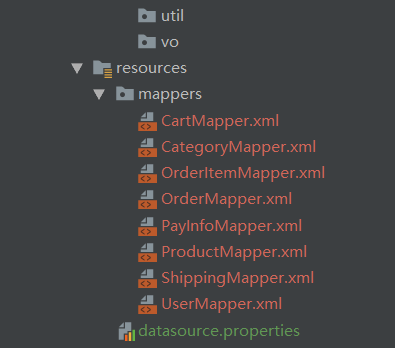 util
vo
resources
mappers
CartMapper.xml
CategoryMapper.xml
OrderItemMapper.xml
OrderMapper.xml
PayInfoMapper.xml
ProductMapper.xml
ShippingMapper.xml
UserMapper.xml
datasource.properties